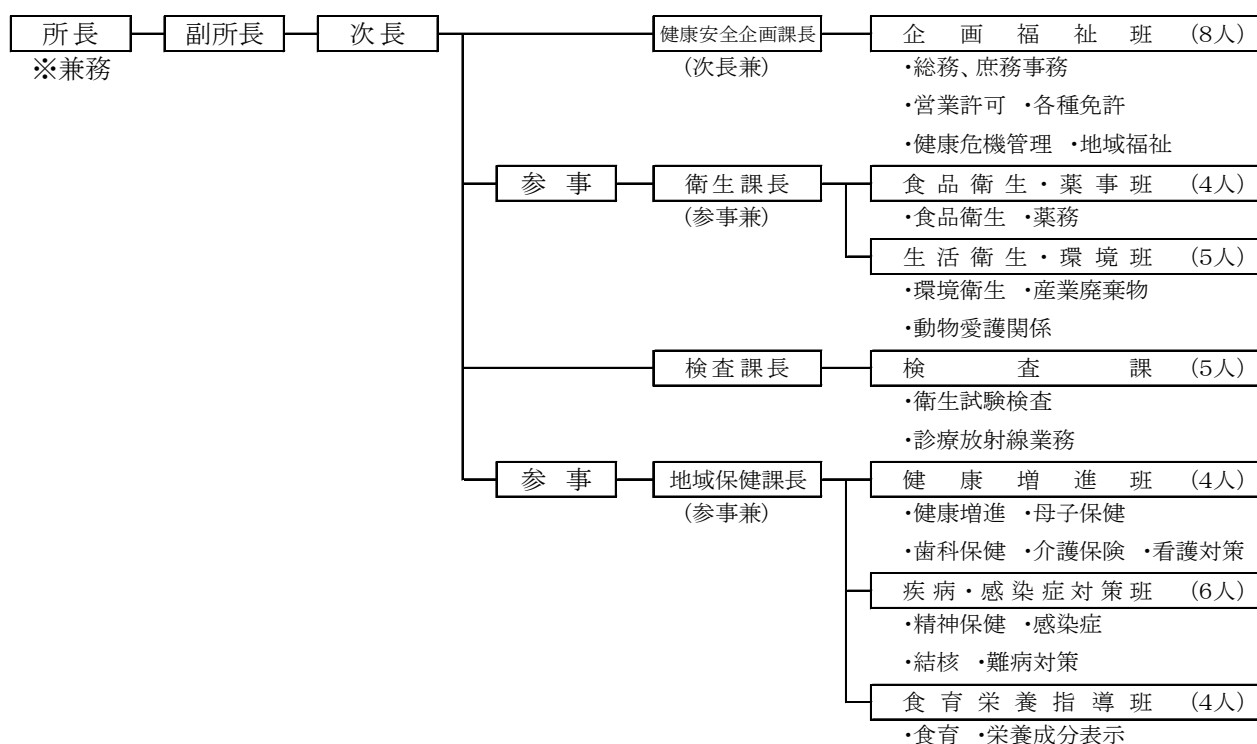 所長 副所長 次長 健康安全企画課長 企画福祉班 (8人)
※兼務 (次長兼) ・総務、庶務事務
・営業許可 ・各種免許
・健康危機管理 ・地域福祉
参事 衛生課長 食品衛生・薬事班 (4人)
(参事兼) ・食品衛生 ・薬務
生活衛生・環境班 (5人)
・環境衛生 ・産業廃棄物
・動物愛護関係
検査課長 検査課 (5人)
・衛生試験検査
・診療放射線業務
参事 地域保健課長 健康増進班 (4人)
(参事兼) ・健康増進 ・母子保健
・歯科保健 ・介護保険 ・看護対策
疾病・感染症対策班 (6人)
・精神保健 ・感染症
・結核 ・難病対策
食育栄養指導班 (4人)
・食育 ・栄養成分表示